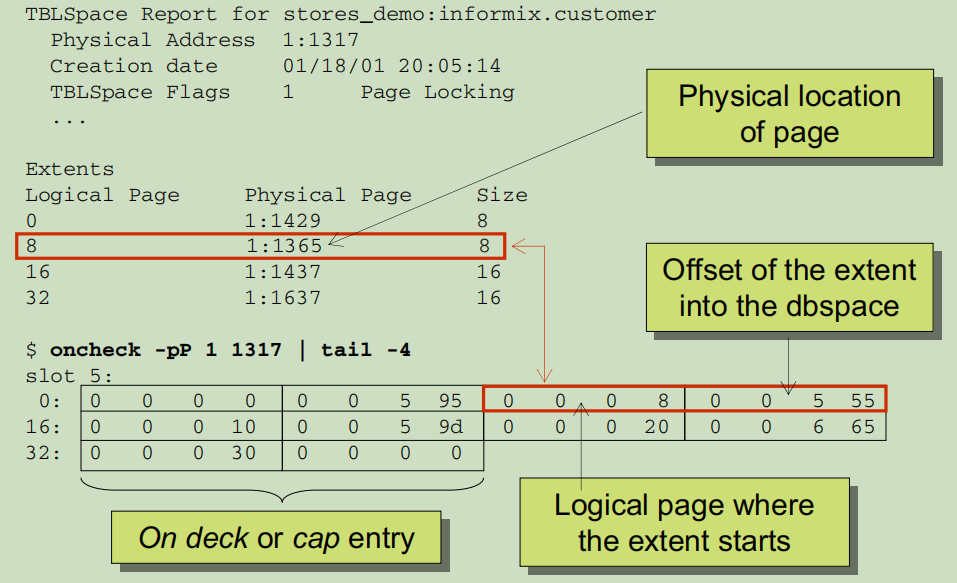 TBLSpace Report for stores_demo:informix.customer
Physical Address 1:1317
Creation date 01/18/01 20:05:14
TBLSpace Flags 1 Page Locking
...
Physical location
of page
Extents
Logical Page Physical Page Size
0 1:1429 8
8 1:1365 8
16 1:1437 16
32 1:1637 16
Offset of the extent
into the dbspace
$ oncheck -pP 1 1317 | tail -4
slot 5:
0: 0 0 0 0 0 0 5 95 0 0 0 8 0 0 5 55
16: 0 0 0 10 0 0 5 9d 0 0 0 20 0 0 6 65
32: 0 0 0 30 0 0 0 0
On deck or cap entry
Logical page where
the extent starts